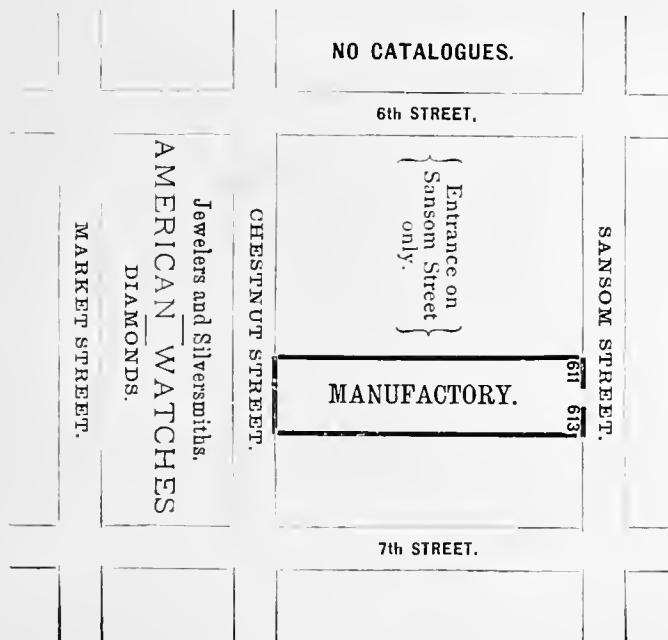 NO CATALOGUES.
6th STREET.
MARKET STREET.
Jewelers and Silversmiths.
AMERICAN WATCHES
DIAMONDS.
CHESTNUT STREET.
Entrance on
Sansom Street
only.
SANSOM STREET.
MANUFACTORY.
611 613
7th STREET.